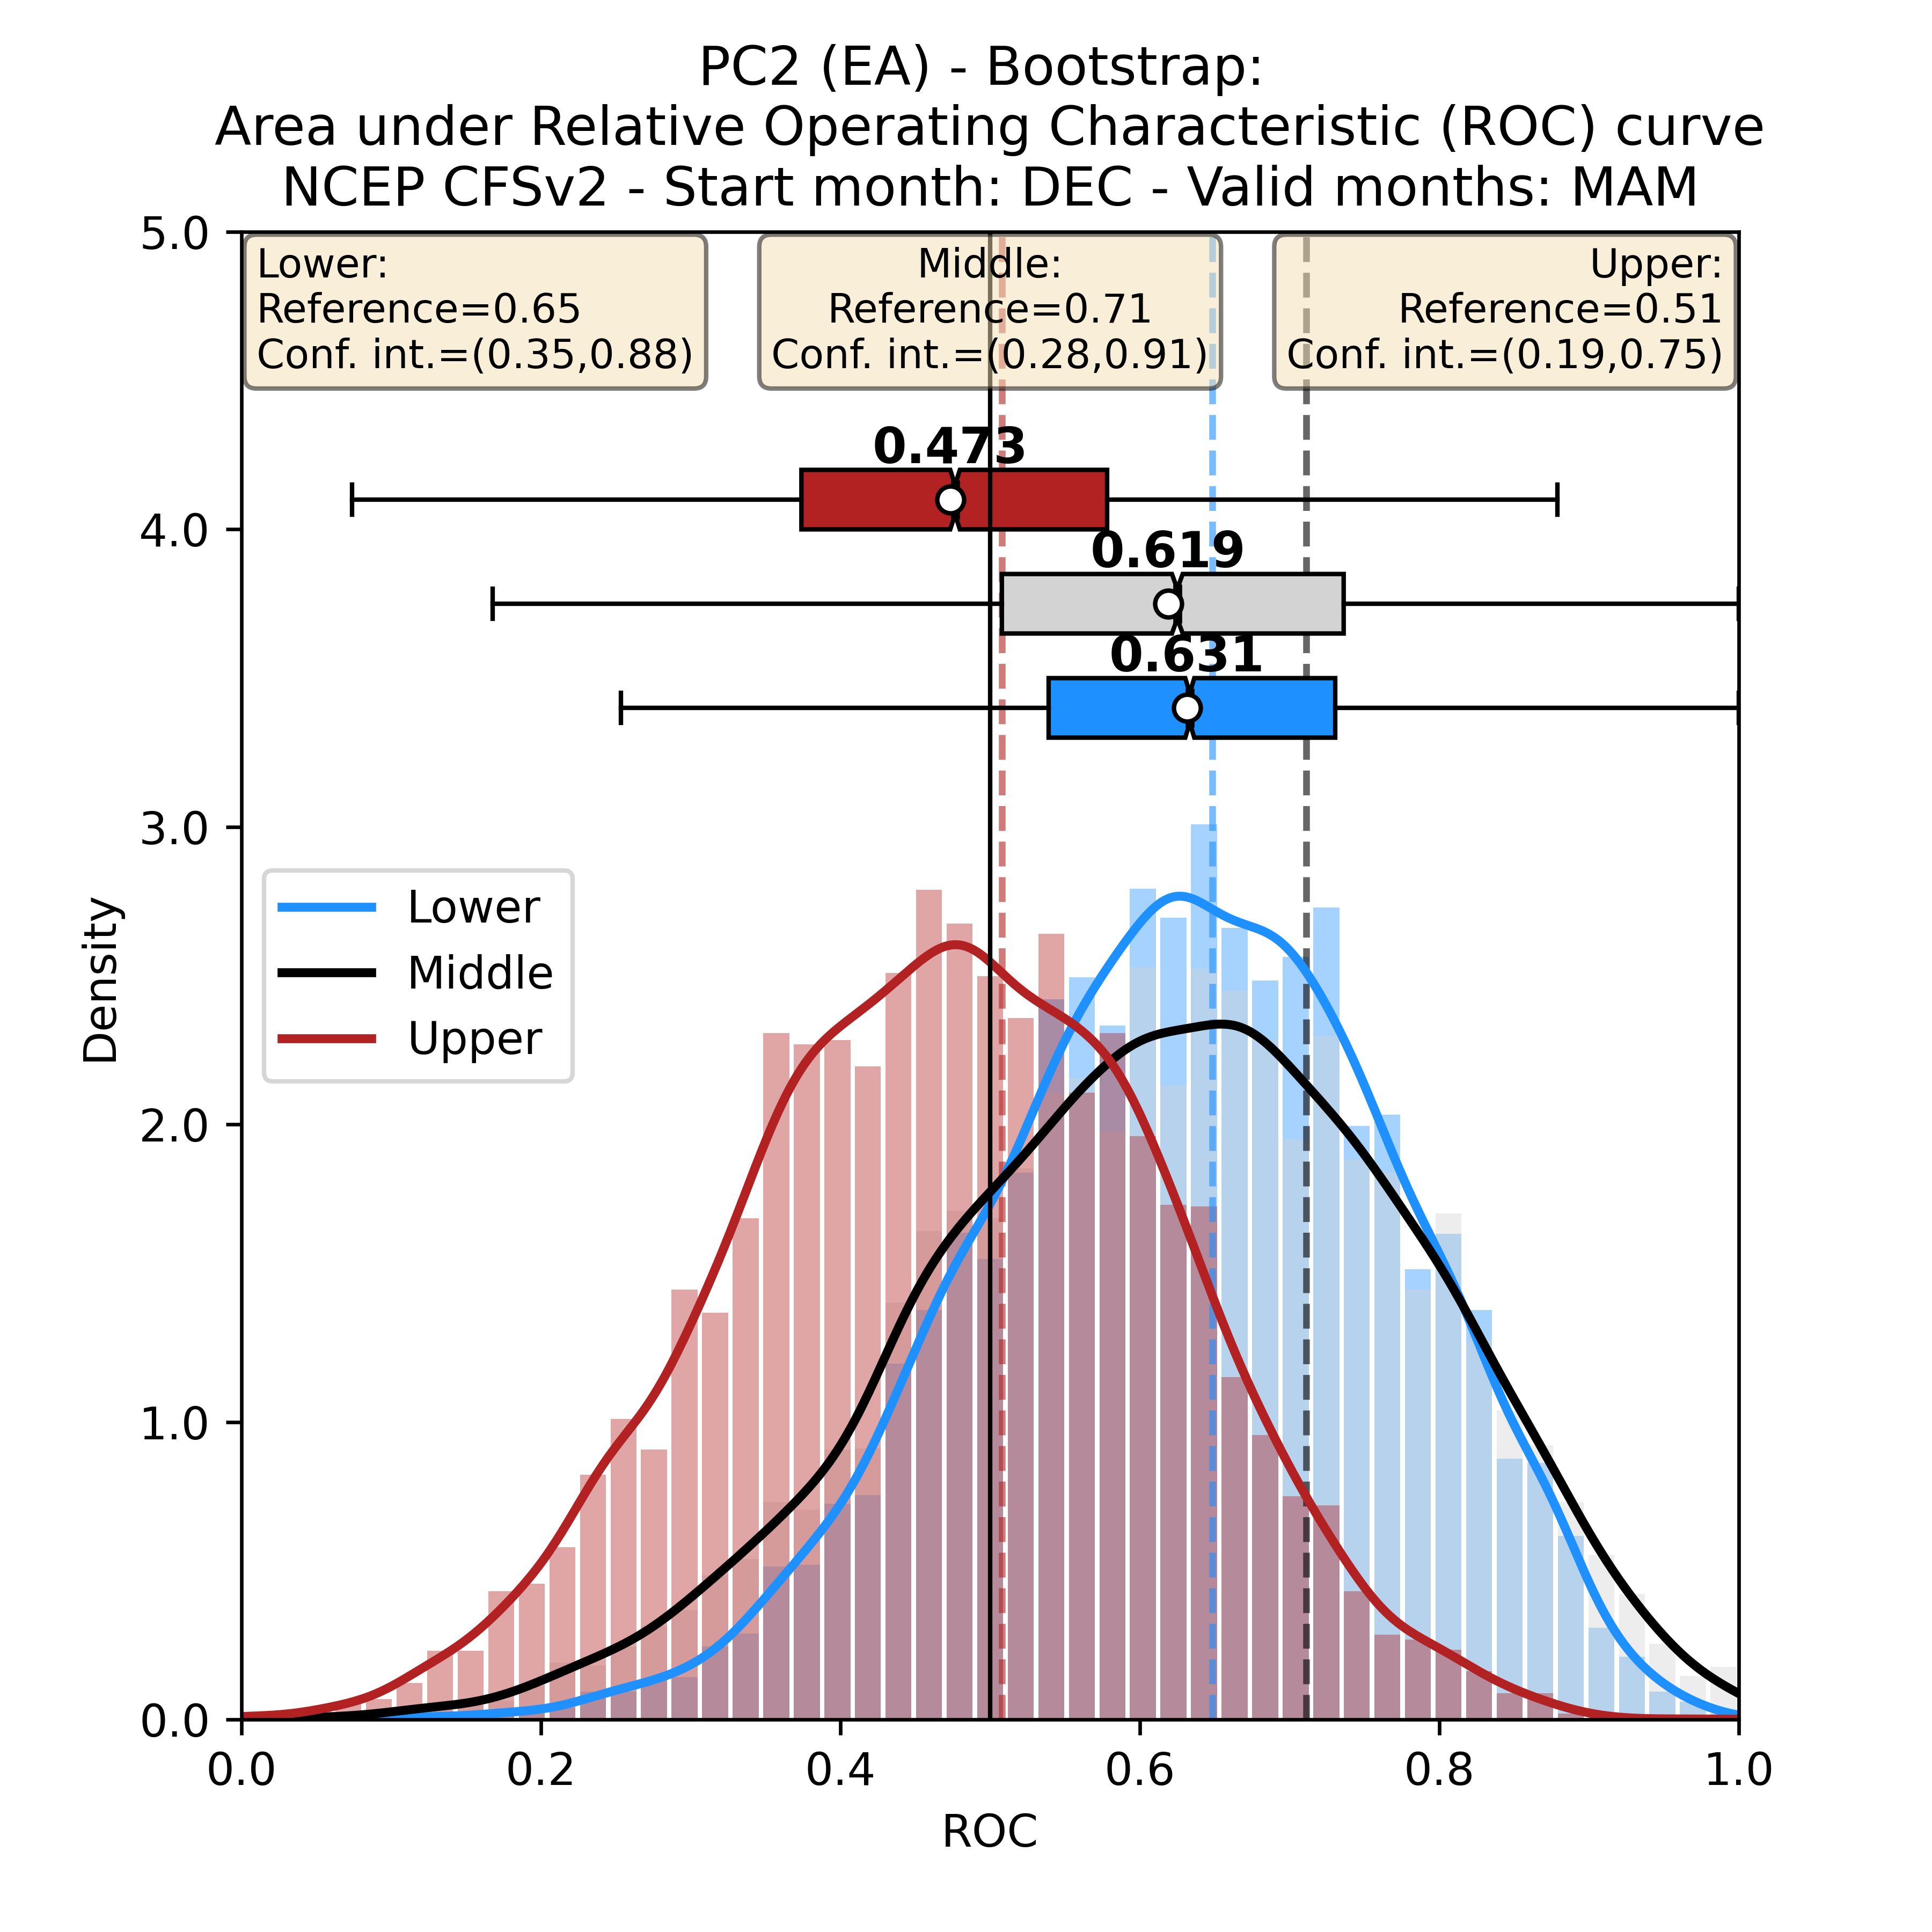 PC2 (EA) - Bootstrap:
Area under Relative Operating Characteristic (ROC) curve
NCEP CFSv2 - Start month: DEC - Valid months: MAM
5.0
Lower:
Reference=0.65
Conf. int.=(0.35,0.88)
Middle:
Reference=0.71
Conf. int.=(0.28,0.91)
Upper:
Reference=0.51
Conf. int.=(0.19,0.75)
0.473
4.0
0.619
0.631
3.0
Lower
Middle
Upper
Density
2.0
1.0
0.0
0.0
0.2
0.4
0.6
0.8
1.0
ROC